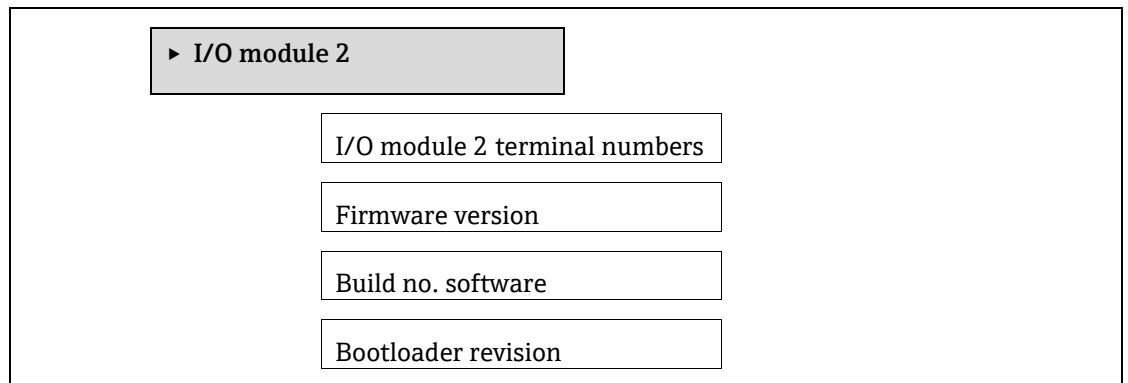 ▸ I/O module 2
I/O module 2 terminal numbers
Firmware version
Build no. software
Bootloader revision